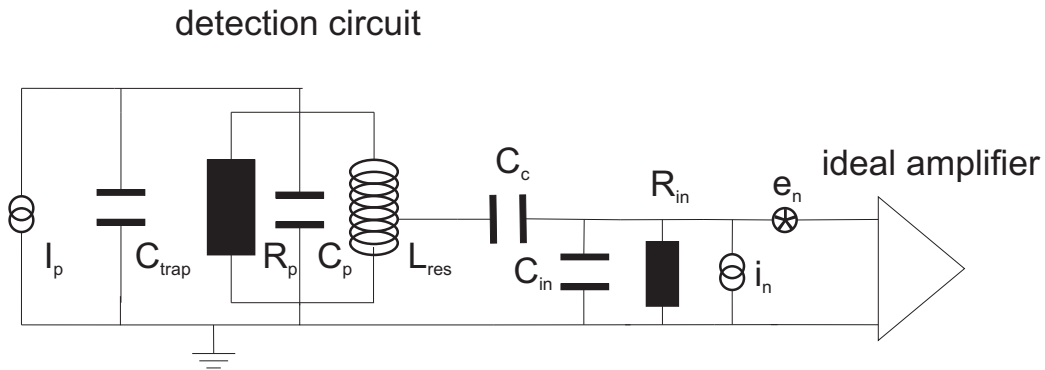 detection circuit
ideal amplifier
C_c
R_in
e_n
I_p
C_trap
R_p
C_p
L_res
C_in
i_n